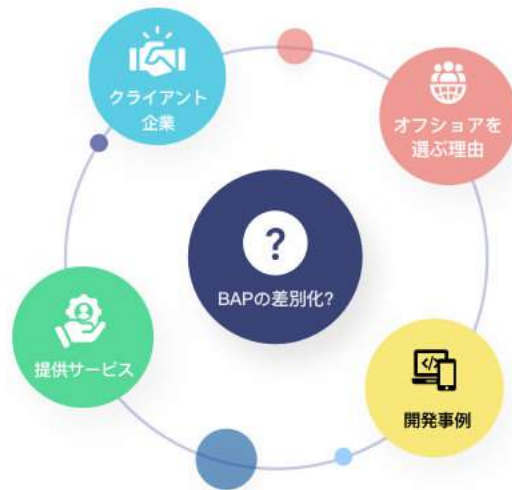 クライアント
企業
オフショアを
選ぶ理由
?
BAPの差別化?
提供サービス
</>
開発事例